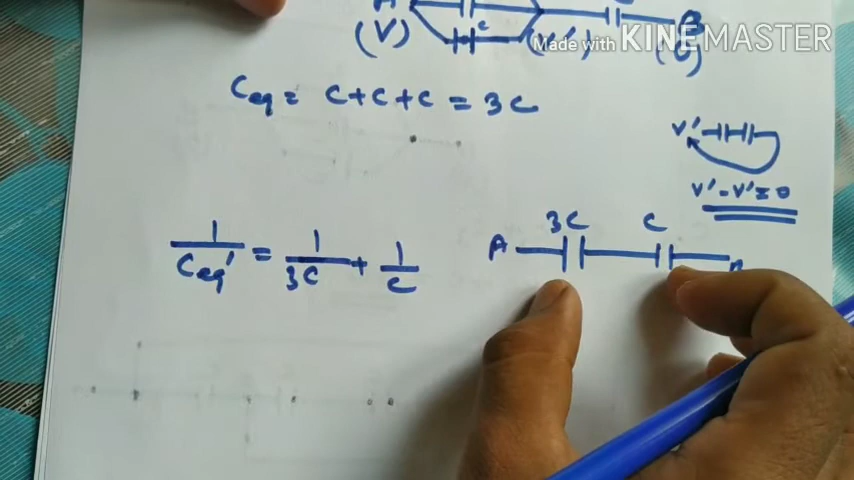 A B
c
(V) (V') (0)
Made with KINEMASTER
Ceq = C+C+C = 3C
V'
V' - V' = 0
3C C
A
1/Ceq' = 1/3C + 1/C